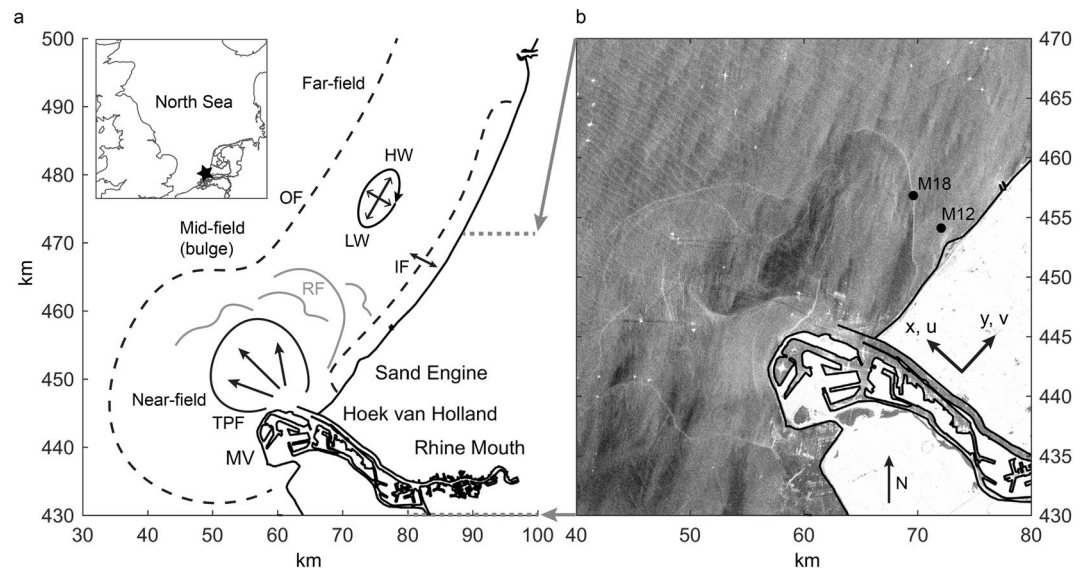 a
500
490
480
470
460
450
440
430
km
30
40
50
60
70
80
90
100
km
North Sea
Far-field
HW
OF
LW
Mid-field
(bulge)
IF
RF
Near-field
TPF
MV
Sand Engine
Hoek van Holland
Rhine Mouth
b
470
465
460
455
450
445
440
435
430
40
50
60
70
80
km
M18
M12
x, u
y, v
N